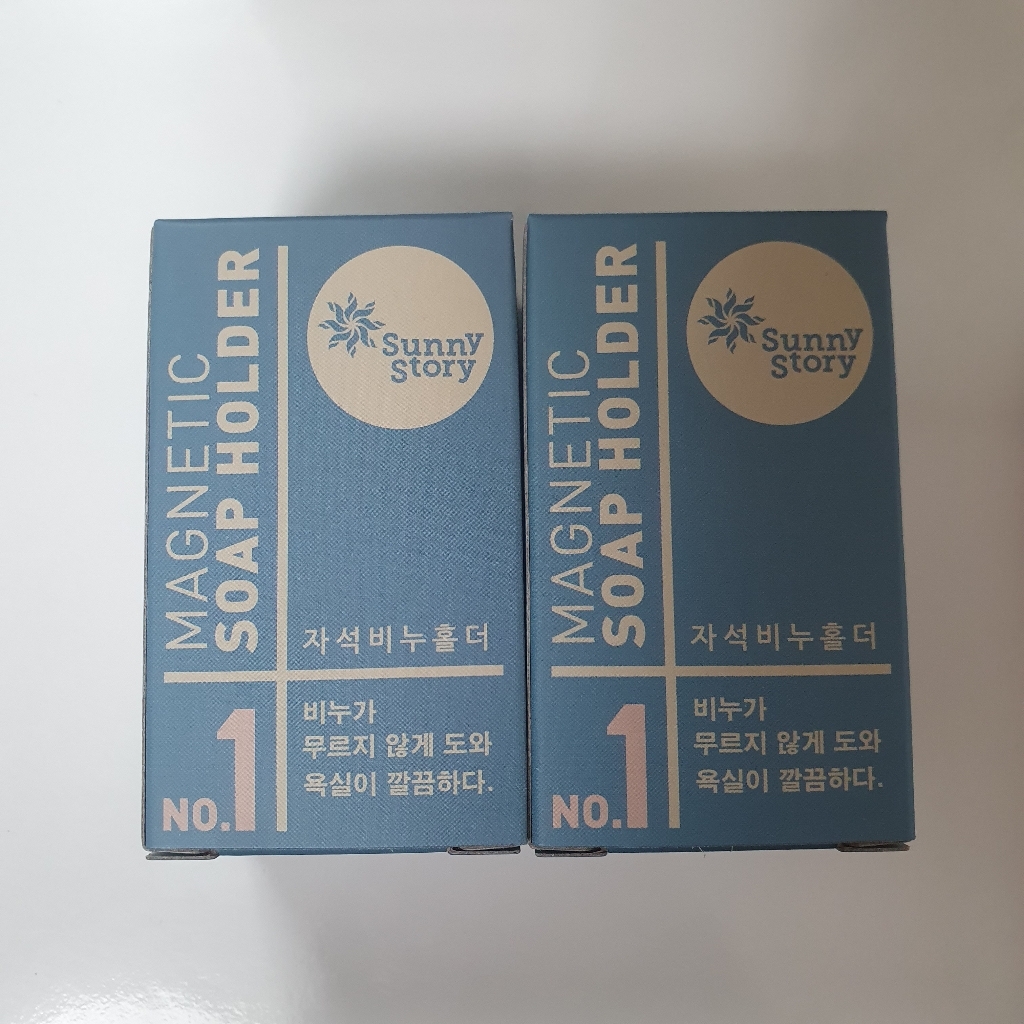 MAGNETIC
SOAP HOLDER
Sunny
Story
자석비누홀더
NO.1
비누가
무르지 않게 도와
욕실이 깔끔하다.
MAGNETIC
SOAP HOLDER
Sunny
Story
자석비누홀더
NO.1
비누가
무르지 않게 도와
욕실이 깔끔하다.